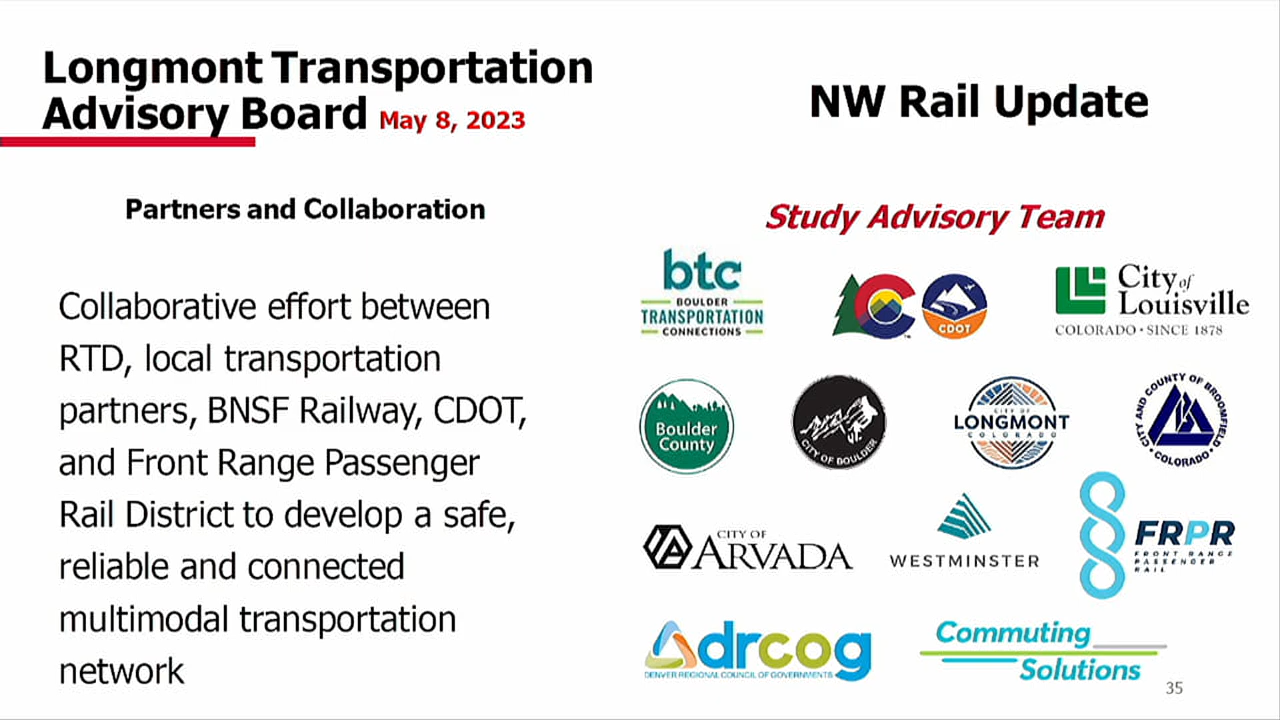 Longmont Transportation
Advisory Board May 8, 2023
NW Rail Update
Partners and Collaboration
Collaborative effort between
RTD, local transportation
partners, BNSF Railway, CDOT,
and Front Range Passenger
Rail District to develop a safe,
reliable and connected
multimodal transportation
network
Study Advisory Team
btc
BOULDER
TRANSPORTATION
CONNECTIONS
C
TM
CDOT
City of
Louisville
COLORADO · SINCE 1878
Boulder
County
CITY OF BOULDER
CITY OF
LONGMONT
COLORADO
CITY AND COUNTY OF BROOMFIELD
• COLORADO •
CITY OF
ARVADA
WESTMINSTER
FRPR
FRONT RANGE
PASSENGER
RAIL
drcog
DENVER REGIONAL COUNCIL OF GOVERNMENTS
Commuting
Solutions
35